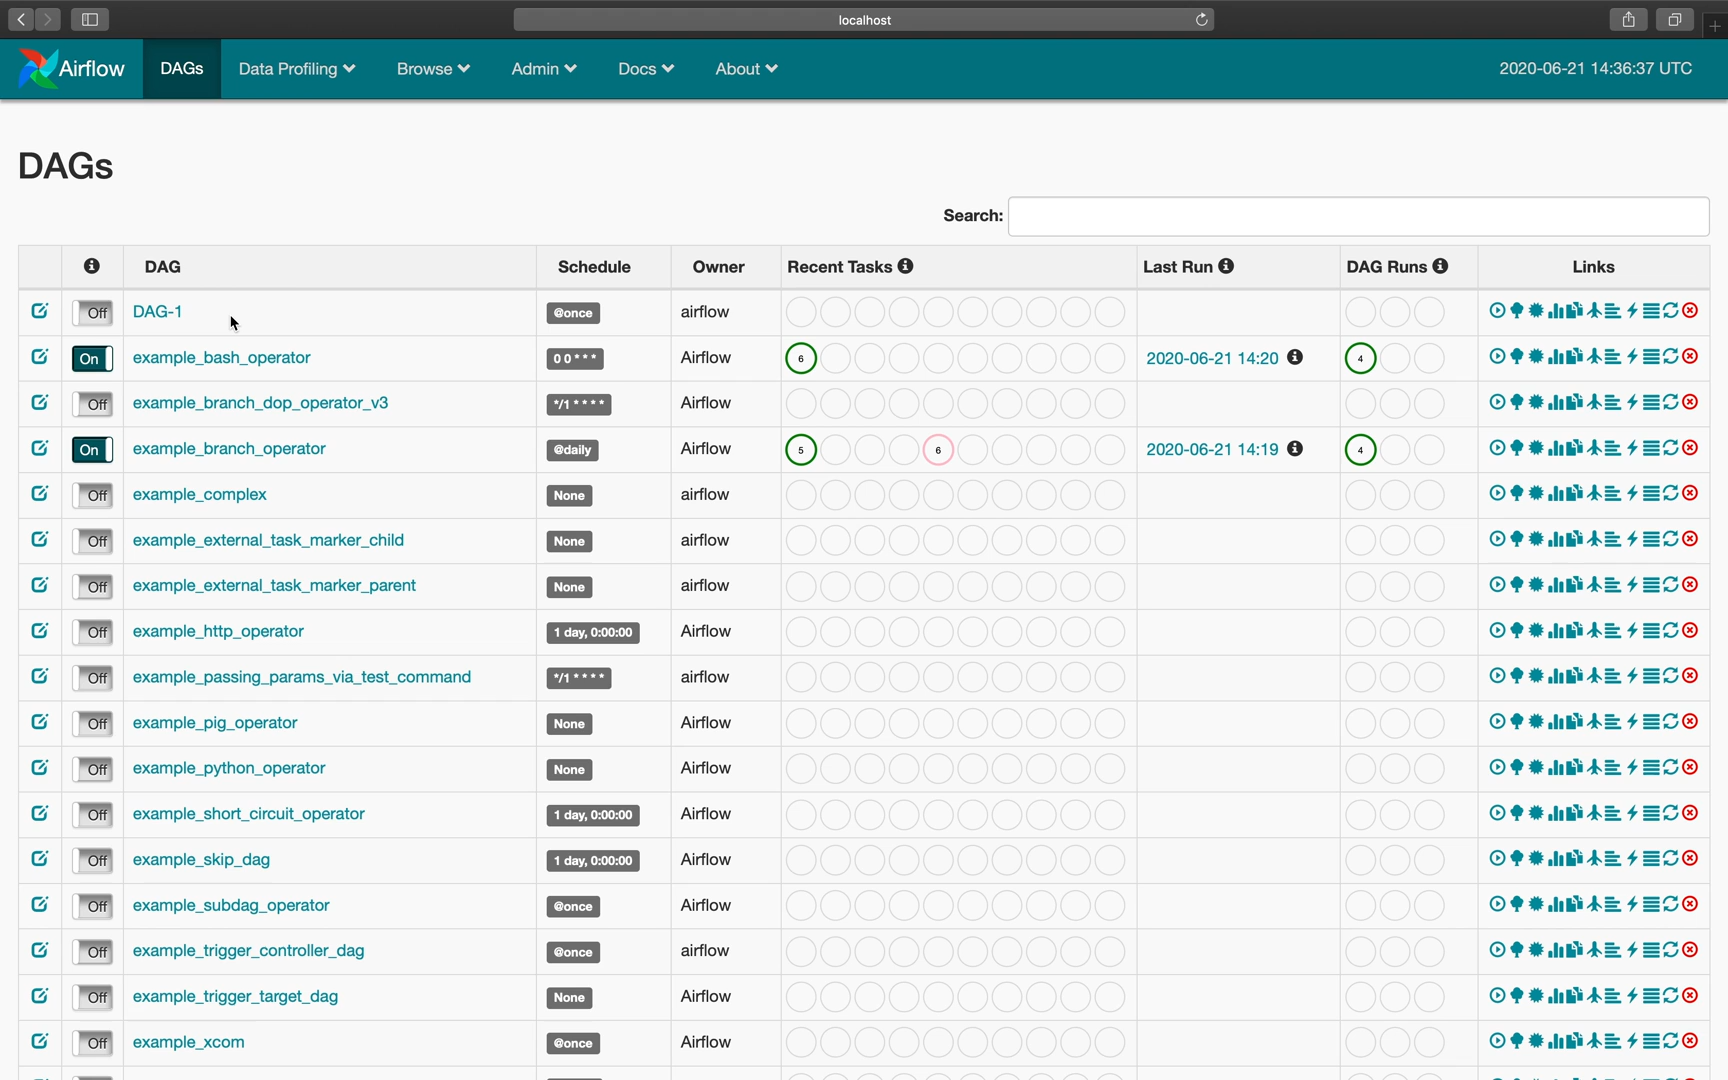 localhost
Airflow DAGs Data Profiling Browse Admin Docs About 2020-06-21 14:36:37 UTC
DAGs
Search:
DAG Schedule Owner Recent Tasks Last Run DAG Runs Links
Off DAG-1 @once airflow
On example_bash_operator 0 0 * * * Airflow 6 2020-06-21 14:20 4
Off example_branch_dop_operator_v3 */1 * * * * Airflow
On example_branch_operator @daily Airflow 5 6 2020-06-21 14:19 4
Off example_complex None airflow
Off example_external_task_marker_child None airflow
Off example_external_task_marker_parent None airflow
Off example_http_operator 1 day, 0:00:00 Airflow
Off example_passing_params_via_test_command */1 * * * * airflow
Off example_pig_operator None Airflow
Off example_python_operator None Airflow
Off example_short_circuit_operator 1 day, 0:00:00 Airflow
Off example_skip_dag 1 day, 0:00:00 Airflow
Off example_subdag_operator @once Airflow
Off example_trigger_controller_dag @once airflow
Off example_trigger_target_dag None Airflow
Off example_xcom @once Airflow